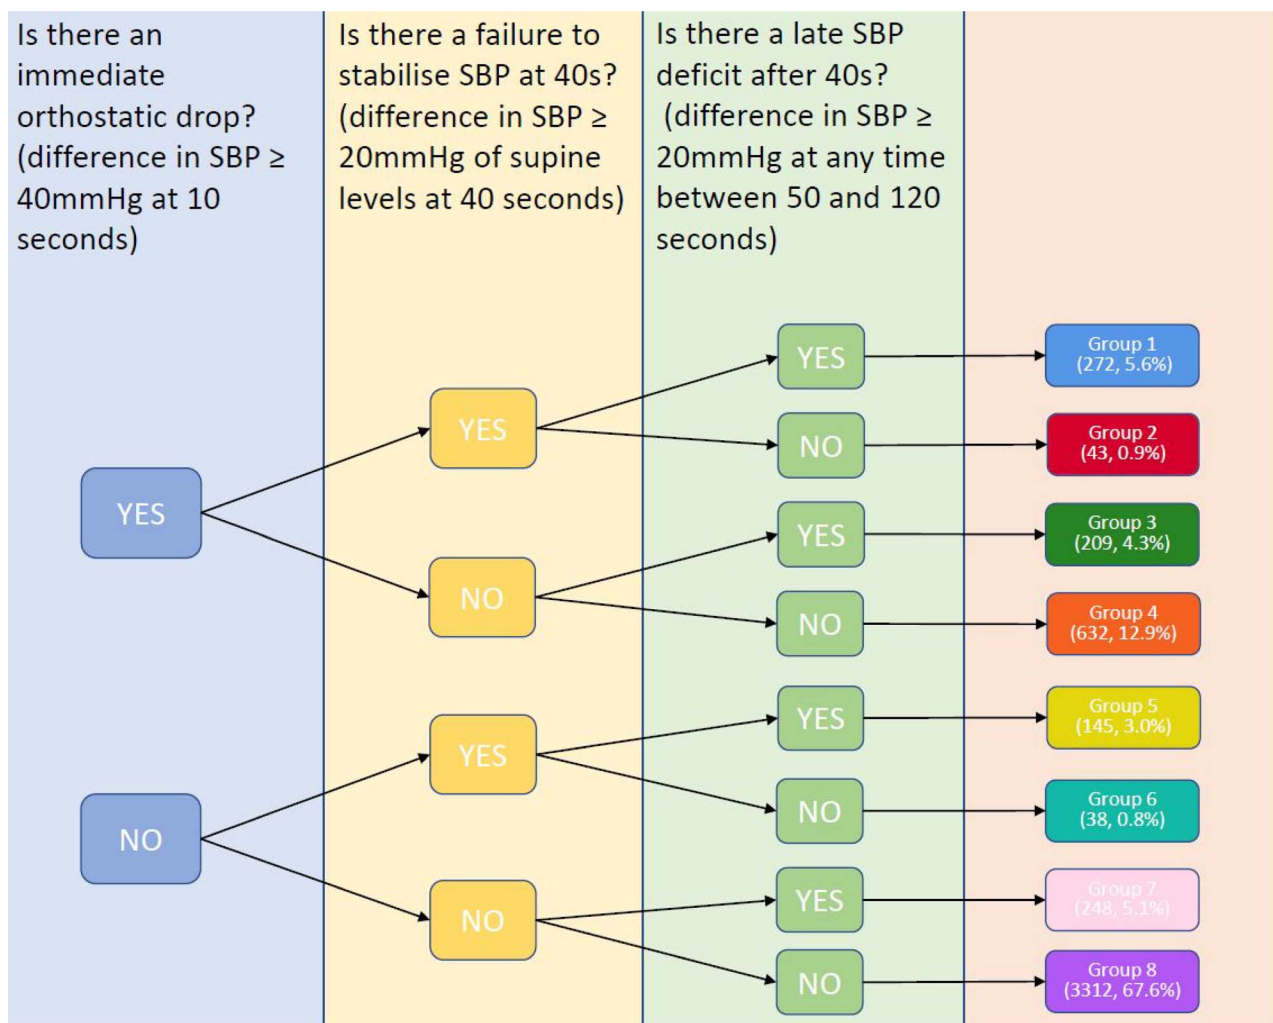 Is there an
immediate
orthostatic drop?
(difference in SBP ≥
40mmHg at 10
seconds)
Is there a failure to
stabilise SBP at 40s?
(difference in SBP ≥
20mmHg of supine
levels at 40 seconds)
Is there a late SBP
deficit after 40s?
(difference in SBP ≥
20mmHg at any time
between 50 and 120
seconds)
YES
NO
YES
NO
YES
NO
YES
NO
YES
NO
YES
NO
YES
NO
Group 1
(272, 5.6%)
Group 2
(43, 0.9%)
Group 3
(209, 4.3%)
Group 4
(632, 12.9%)
Group 5
(145, 3.0%)
Group 6
(38, 0.8%)
Group 7
(248, 5.1%)
Group 8
(3312, 67.6%)